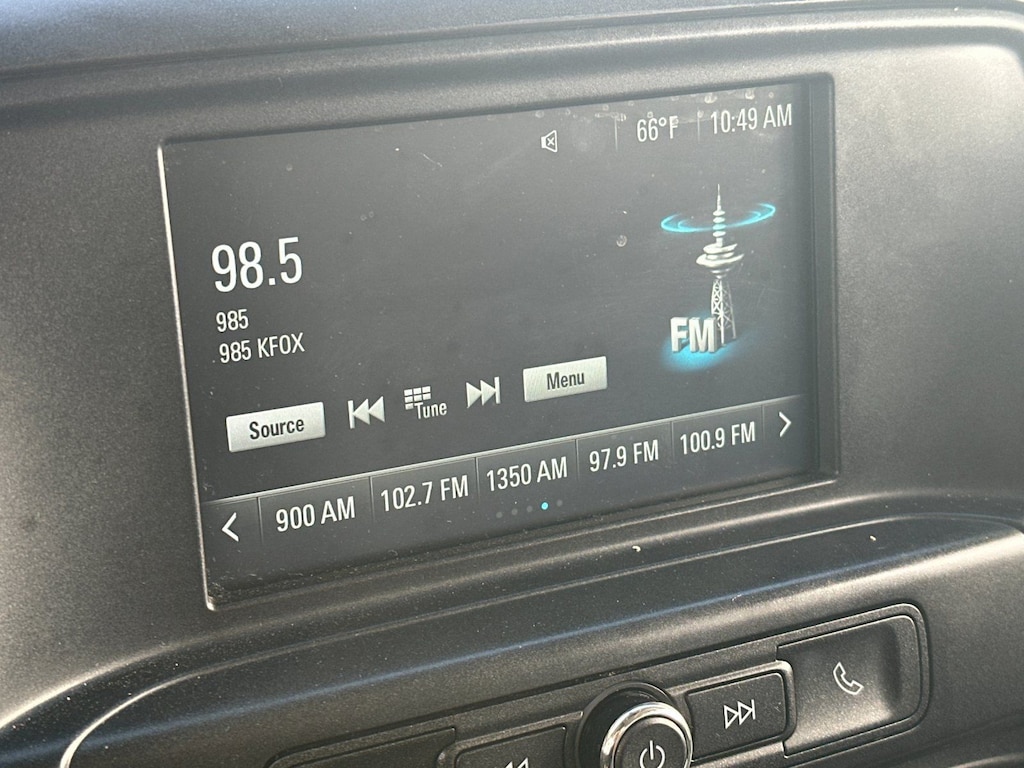 66°F 10:49 AM
98.5
985
985 KFOX
FM
Source Tune Menu
900 AM 102.7 FM 1350 AM 97.9 FM 100.9 FM